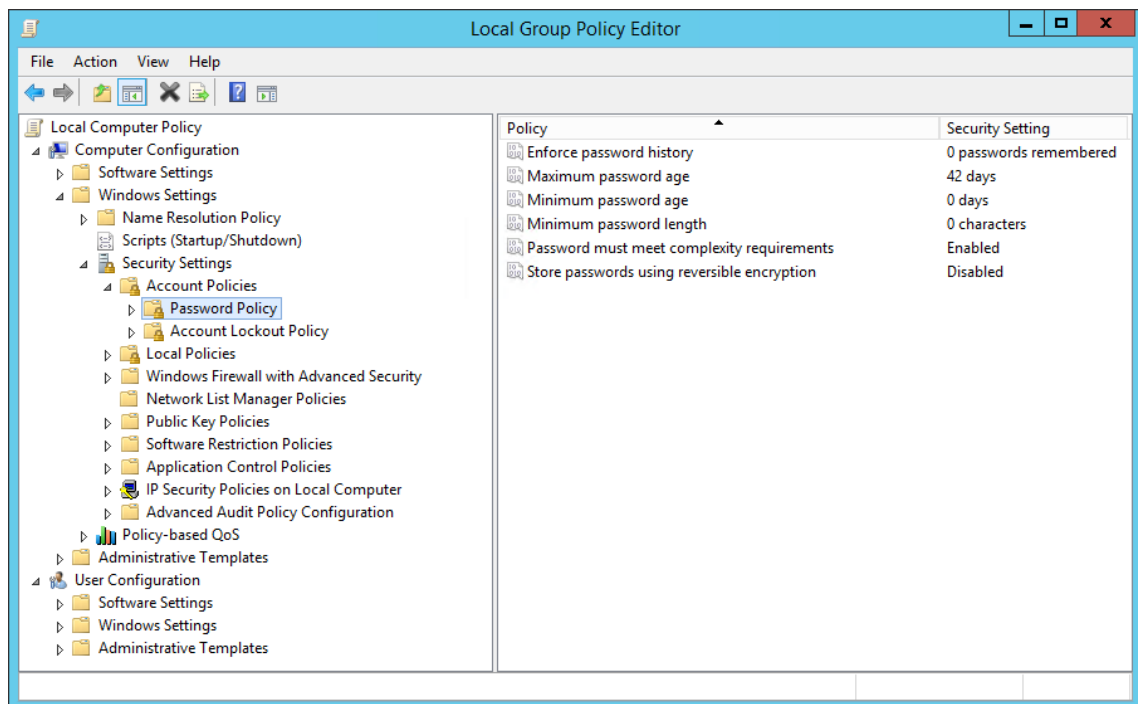 Local Group Policy Editor
File Action View Help
Local Computer Policy
Computer Configuration
Software Settings
Windows Settings
Name Resolution Policy
Scripts (Startup/Shutdown)
Security Settings
Account Policies
Password Policy
Account Lockout Policy
Local Policies
Windows Firewall with Advanced Security
Network List Manager Policies
Public Key Policies
Software Restriction Policies
Application Control Policies
IP Security Policies on Local Computer
Advanced Audit Policy Configuration
Policy-based QoS
Administrative Templates
User Configuration
Software Settings
Windows Settings
Administrative Templates
Policy Security Setting
Enforce password history 0 passwords remembered
Maximum password age 42 days
Minimum password age 0 days
Minimum password length 0 characters
Password must meet complexity requirements Enabled
Store passwords using reversible encryption Disabled